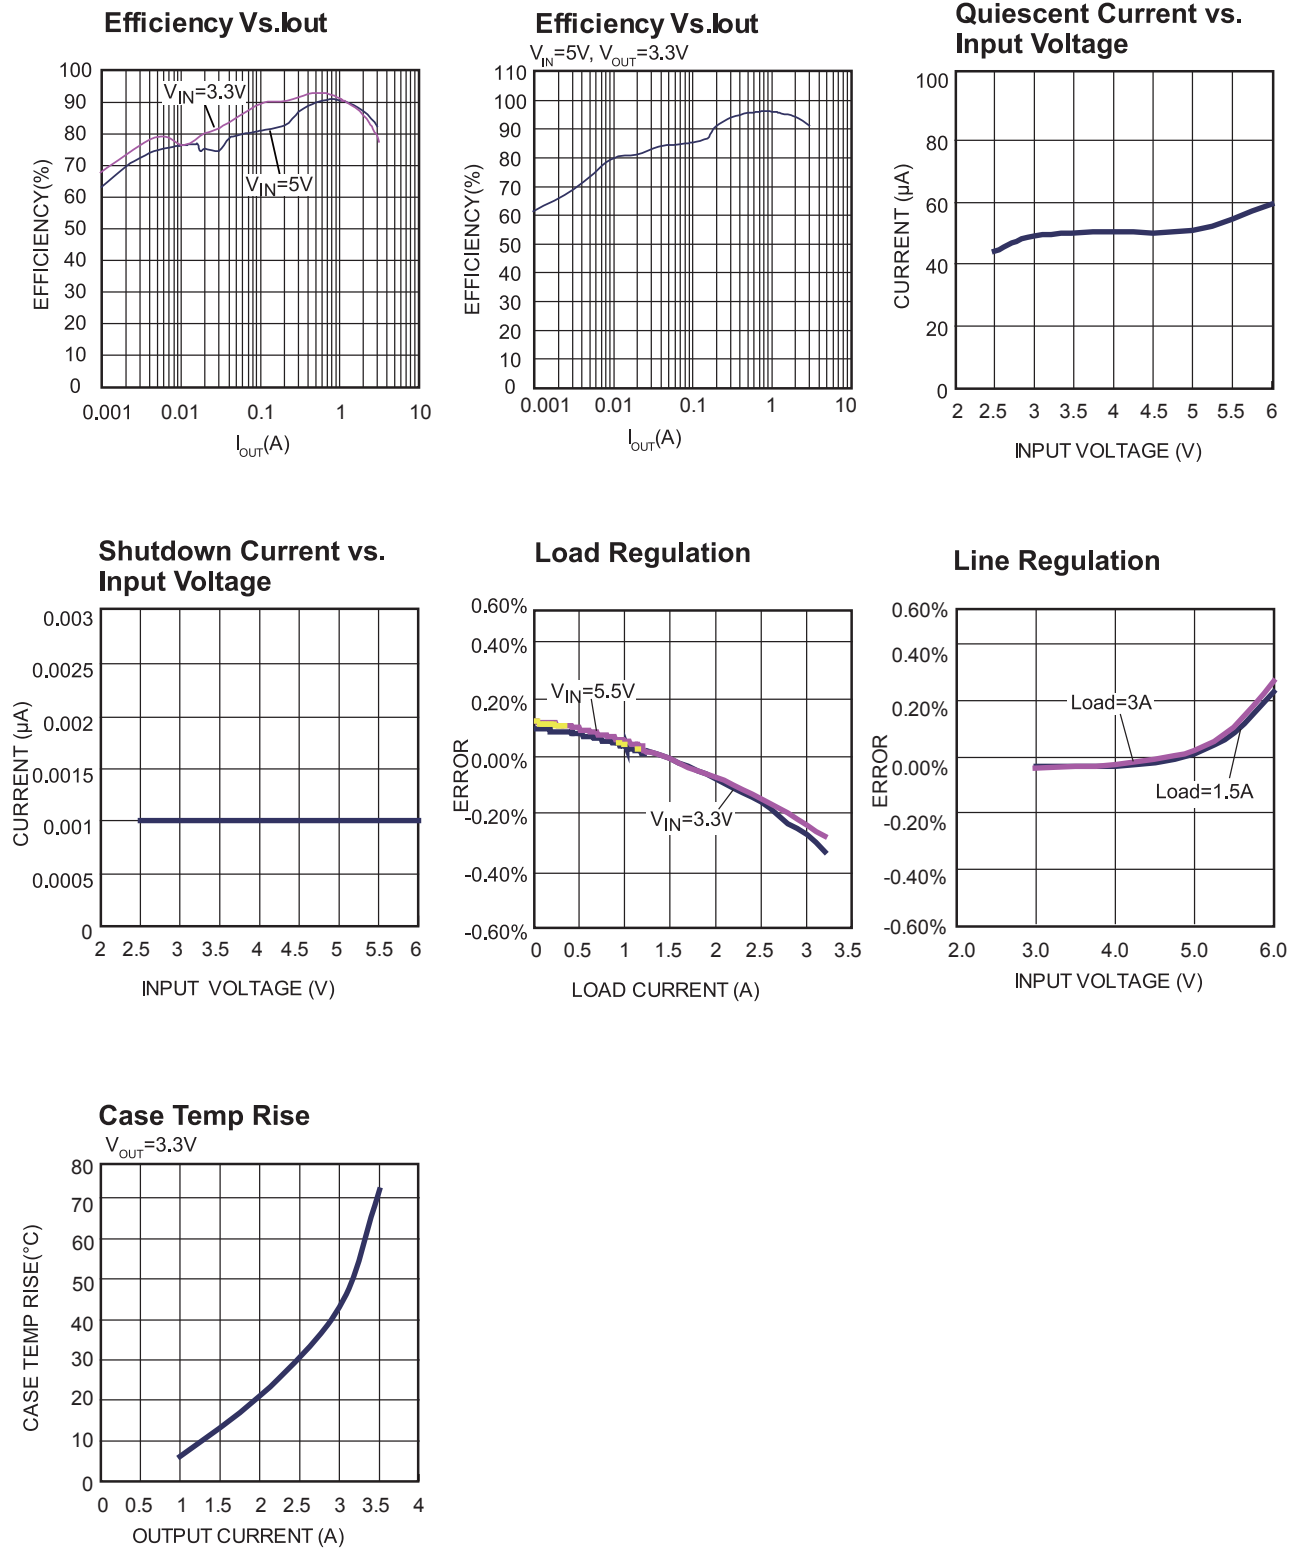 Efficiency Vs.Iout
100
90
80
70
60
50
40
30
20
10
0
EFFICIENCY(%)
VIN=3.3V
VIN=5V
0.001 0.01 0.1 1 10
IOUT(A)
Efficiency Vs.Iout
VIN=5V, VOUT=3.3V
110
100
90
80
70
60
50
40
30
20
10
0
EFFICIENCY(%)
0.001 0.01 0.1 1 10
IOUT(A)
Quiescent Current vs.
Input Voltage
100
80
60
40
20
0
CURRENT (µA)
2 2.5 3 3.5 4 4.5 5 5.5 6
INPUT VOLTAGE (V)
Shutdown Current vs.
Input Voltage
0.003
0.0025
0.002
0.0015
0.001
0.0005
0
CURRENT (µA)
2 2.5 3 3.5 4 4.5 5 5.5 6
INPUT VOLTAGE (V)
Load Regulation
0.60%
0.40%
0.20%
0.00%
-0.20%
-0.40%
-0.60%
ERROR
VIN=5.5V
VIN=3.3V
0 0.5 1 1.5 2 2.5 3 3.5
LOAD CURRENT (A)
Line Regulation
0.60%
0.40%
0.20%
0.00%
-0.20%
-0.40%
-0.60%
ERROR
Load=3A
Load=1.5A
2.0 3.0 4.0 5.0 6.0
INPUT VOLTAGE (V)
Case Temp Rise
VOUT=3.3V
80
70
60
50
40
30
20
10
0
CASE TEMP RISE(°C)
0 0.5 1 1.5 2 2.5 3 3.5 4
OUTPUT CURRENT (A)